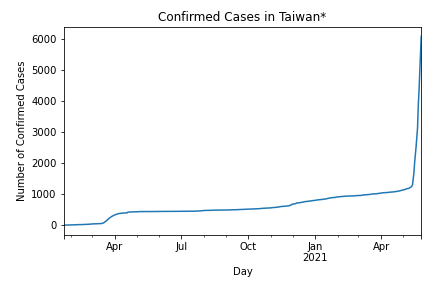 Confirmed Cases in Taiwan*
Number of Confirmed Cases
6000
5000
4000
3000
2000
1000
0
Apr Jul Oct Jan Apr
2021
Day